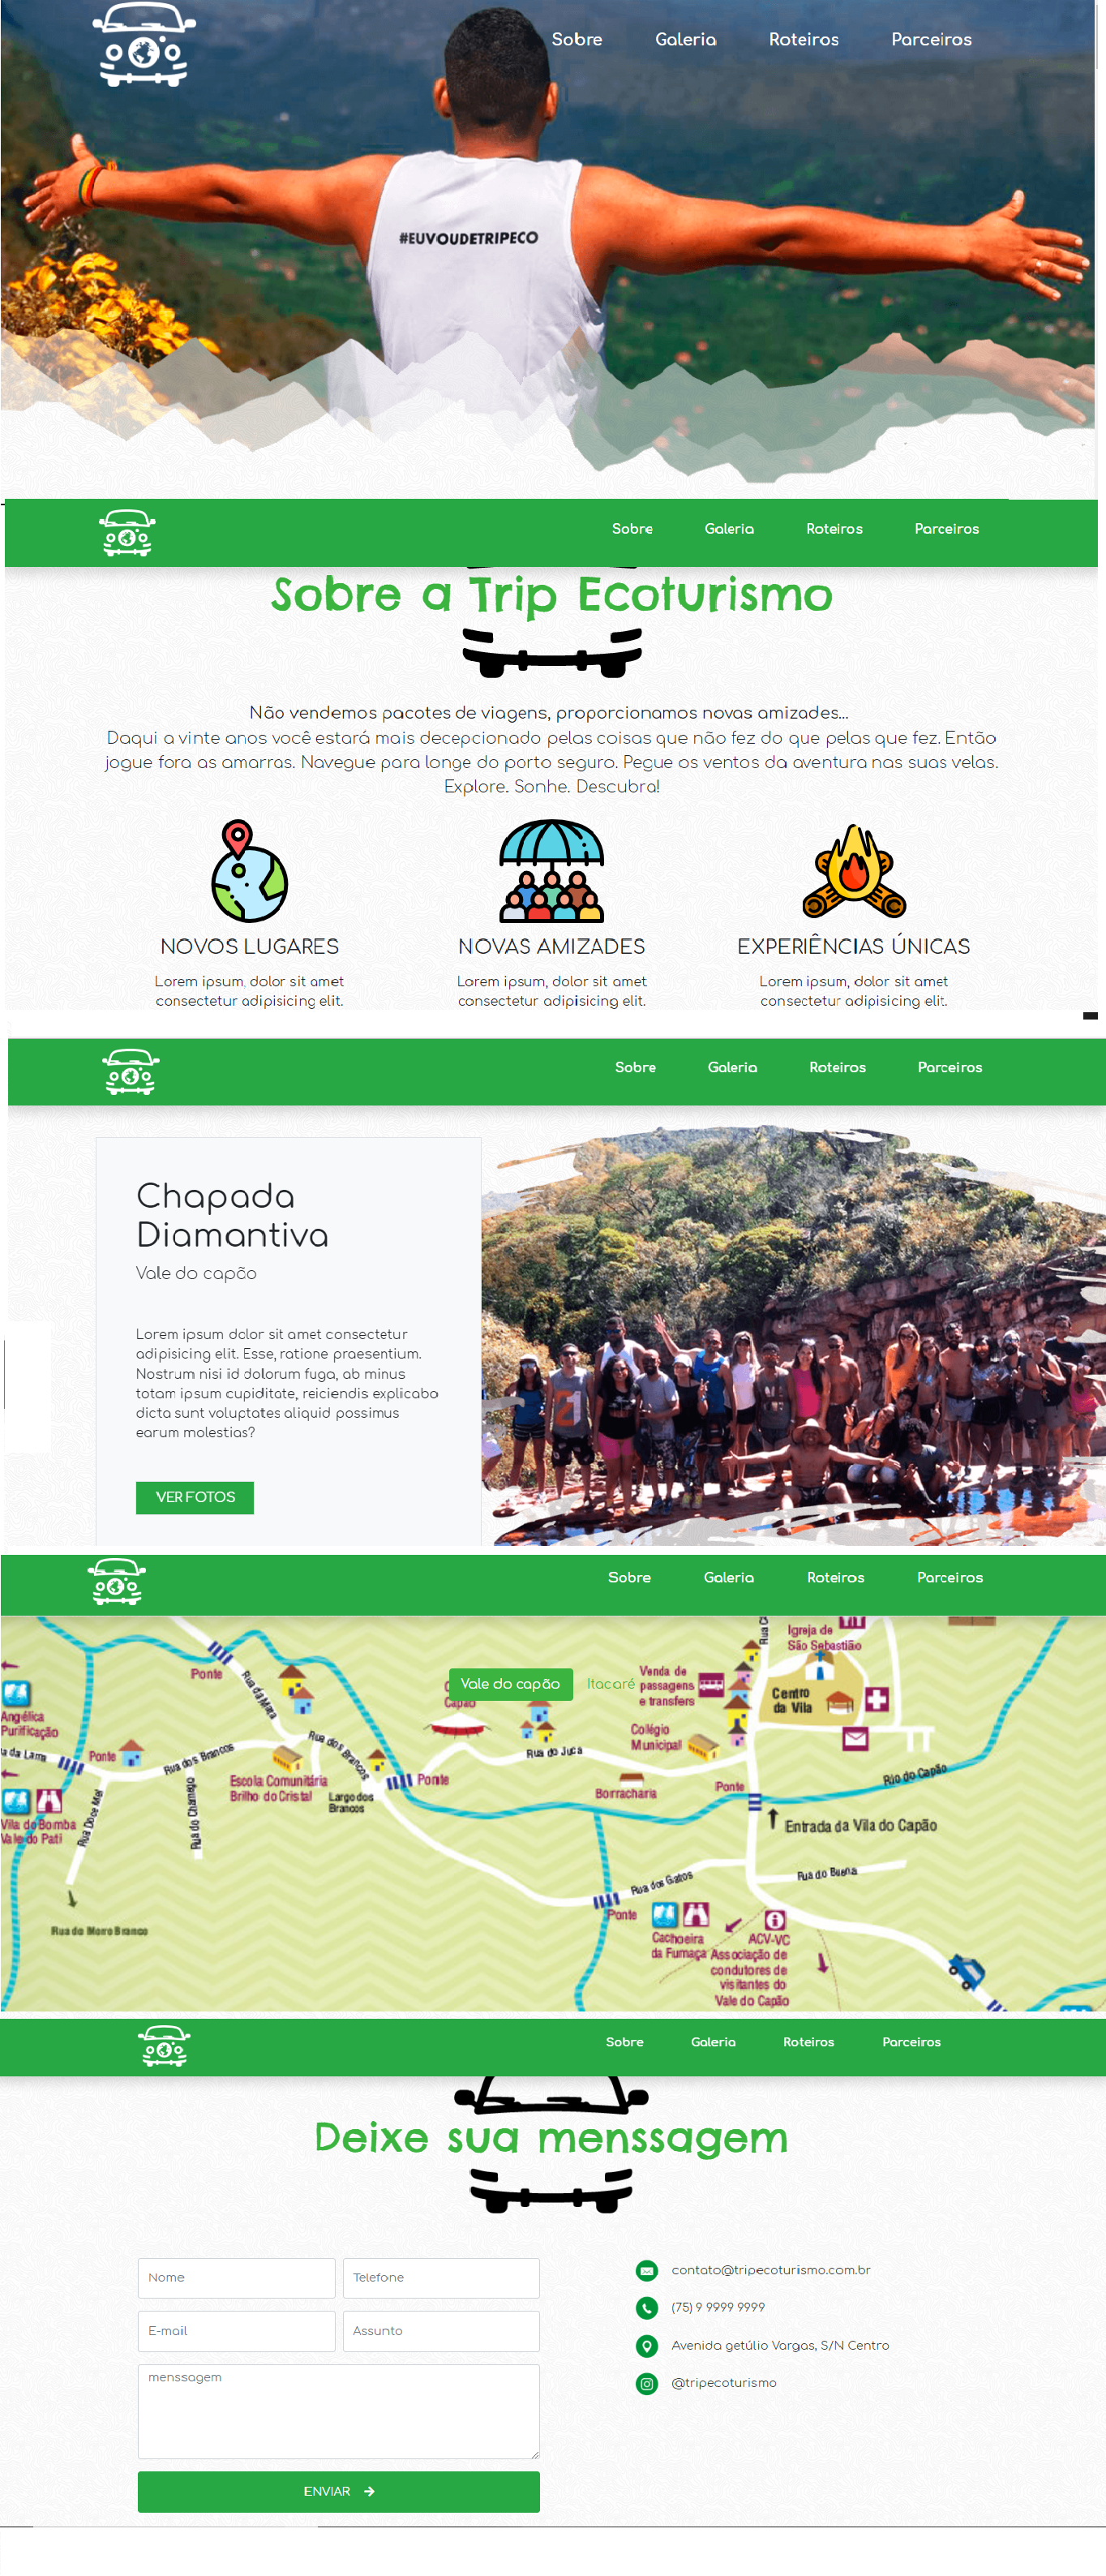 Sobre Galeria Roteiros Parceiros
#EUVOUDETRIPECO
Sobre Galeria Roteiros Parceiros
Sobre a Trip Ecoturismo
Não vendemos pacotes de viagens, proporcionamos novas amizades...
Daqui a vinte anos você estará mais decepcionado pelas coisas que não fez do que pelas que fez. Então
jogue fora as amarras. Navegue para longe do porto seguro. Pegue os ventos da aventura nas suas velas.
Explore. Sonhe. Descubra!
NOVOS LUGARES
Lorem ipsum, dolor sit amet
consectetur adipisicing elit.
NOVAS AMIZADES
Lorem ipsum, dolor sit amet
consectetur adipisicing elit.
EXPERIÊNCIAS ÚNICAS
Lorem ipsum, dolor sit amet
consectetur adipisicing elit.
Sobre Galeria Roteiros Parceiros
Chapada
Diamantiva
Vale do capão
Lorem ipsum dolor sit amet consectetur
adipisicing elit. Esse, ratione praesentium.
Nostrum nisi id dolorum fuga, ab minus
totam ipsum cupiditate, reiciendis explicabo
dicta sunt voluptates aliquid possimus
earum molestias?
VER FOTOS
Sobre Galeria Roteiros Parceiros
Vale do capão Itacaré
Igreja de
São Sebastião
Venda de
passagens
e transfers
Centro
da Vila
Ponte
Rua da Mata
Capão
Angélica
Purificação
Colégio
Municipal
Rua do Juca
Rua dos Brancos
Rua dos Brancos
ua da Lama
Ponte
Escola Comunitária
Brilho do Cristal
Largo dos
Brancos
Ponte
Borracharia
Ponte
Rio do Capão
Vila do Bomba
Vale do Pati
Rua Doce Mel
Rua do Chamego
Entrada da Vila do Capão
Rua dos Gatos
Rua do Buena
Ponte
Rua do Morro Branco
Cachoeira
da Fumaça
ACV-VC
Associação de
condutores de
visitantes do
Vale do Capão
Sobre Galeria Roteiros Parceiros
Deixe sua menssagem
Nome
Telefone
E-mail
Assunto
menssagem
ENVIAR
contato@tripecoturismo.com.br
(75) 9 9999 9999
Avenida getúlio Vargas, S/N Centro
@tripecoturismo